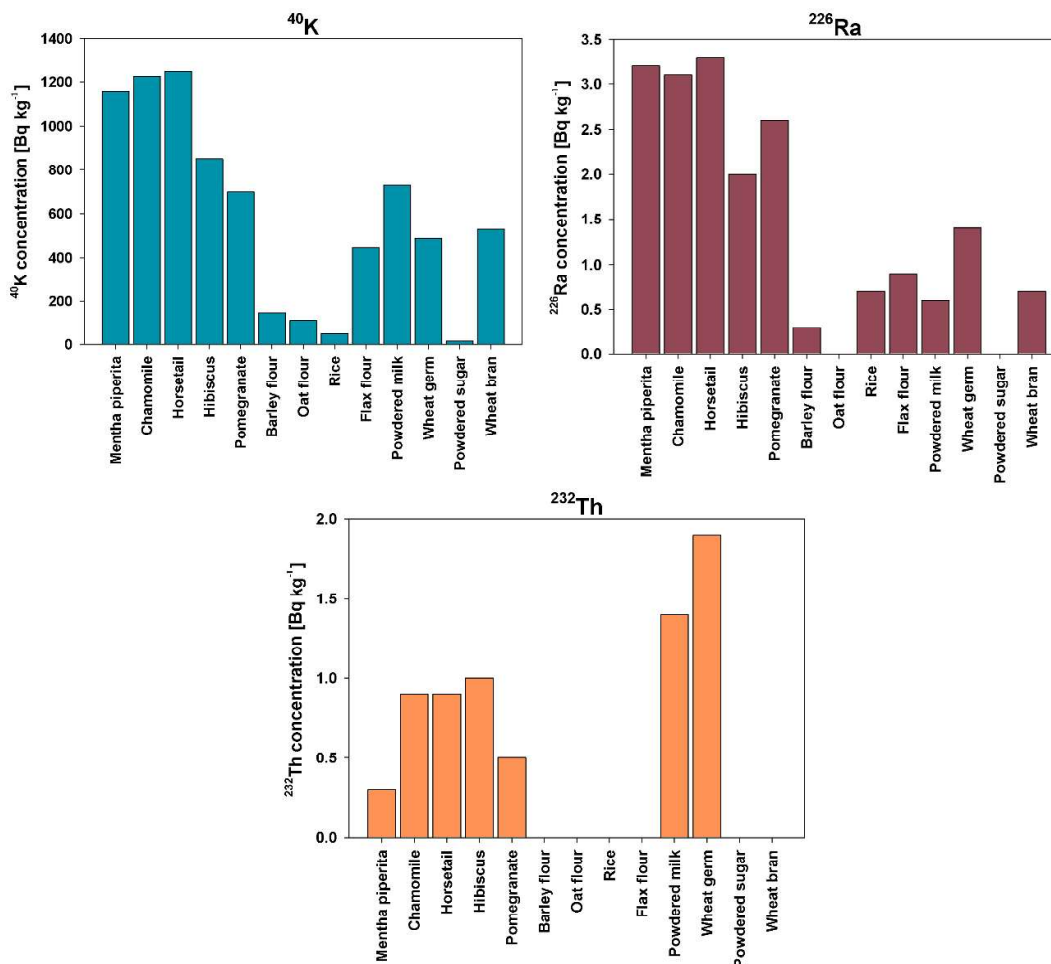 ⁴⁰K
⁴⁰K concentration [Bq kg⁻¹]
1400
1200
1000
800
600
400
200
0
Mentha piperita
Chamomile
Horsetail
Hibiscus
Pomegranate
Barley flour
Oat flour
Rice
Flax flour
Powdered milk
Wheat germ
Powdered sugar
Wheat bran
²²⁶Ra
²²⁶Ra concentration [Bq kg⁻¹]
3.5
3.0
2.5
2.0
1.5
1.0
0.5
0.0
Mentha piperita
Chamomile
Horsetail
Hibiscus
Pomegranate
Barley flour
Oat flour
Rice
Flax flour
Powdered milk
Wheat germ
Powdered sugar
Wheat bran
²³²Th
²³²Th concentration [Bq kg⁻¹]
2.0
1.5
1.0
0.5
0.0
Mentha piperita
Chamomile
Horsetail
Hibiscus
Pomegranate
Barley flour
Oat flour
Rice
Flax flour
Powdered milk
Wheat germ
Powdered sugar
Wheat bran